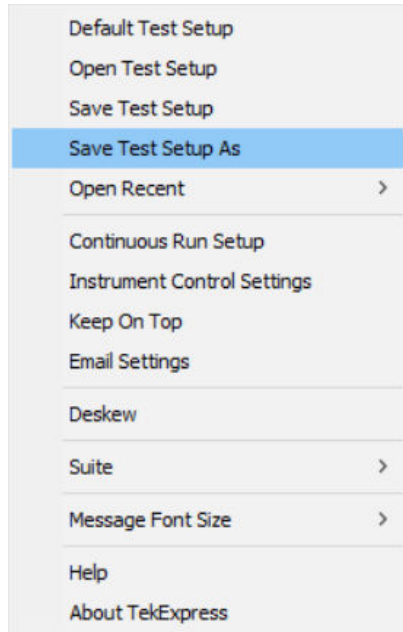 Default Test Setup
Open Test Setup
Save Test Setup
Save Test Setup As
Open Recent
Continuous Run Setup
Instrument Control Settings
Keep On Top
Email Settings
Deskew
Suite
Message Font Size
Help
About TekExpress